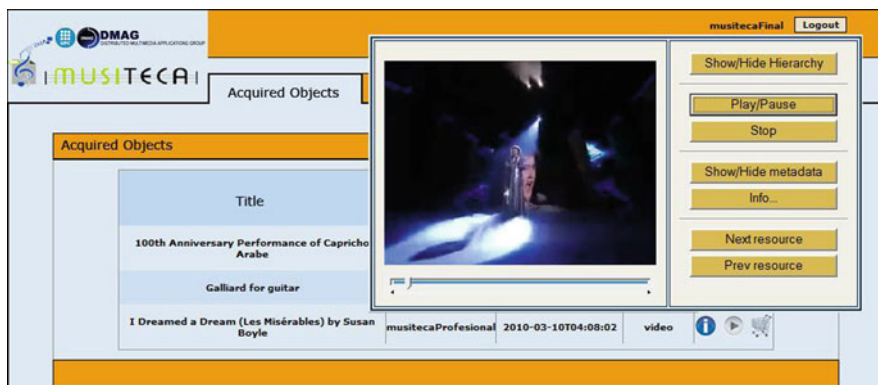 DMAG
DISTRIBUTED MULTIMEDIA APPLICATIONS GROUP
MUSITECA
musitecaFinal
Logout
Acquired Objects
Acquired Objects
Title
100th Anniversary Performance of Capricho
Arabe
Galliard for guitar
I Dreamed a Dream (Les Misérables) by Susan
Boyle
musitecaProfesional
2010-03-10T04:08:02
video
Show/Hide Hierarchy
Play/Pause
Stop
Show/Hide metadata
Info...
Next resource
Prev resource